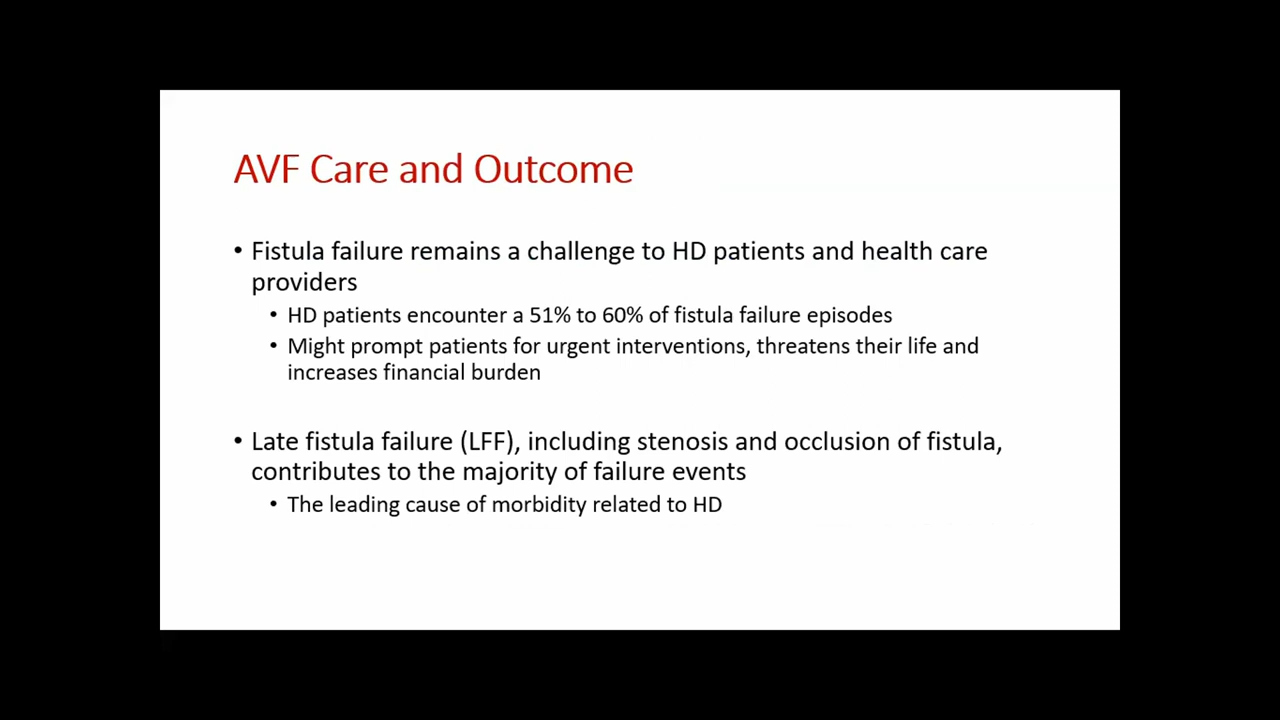 AVF Care and Outcome
• Fistula failure remains a challenge to HD patients and health care
providers
• HD patients encounter a 51% to 60% of fistula failure episodes
• Might prompt patients for urgent interventions, threatens their life and
increases financial burden
• Late fistula failure (LFF), including stenosis and occlusion of fistula,
contributes to the majority of failure events
• The leading cause of morbidity related to HD